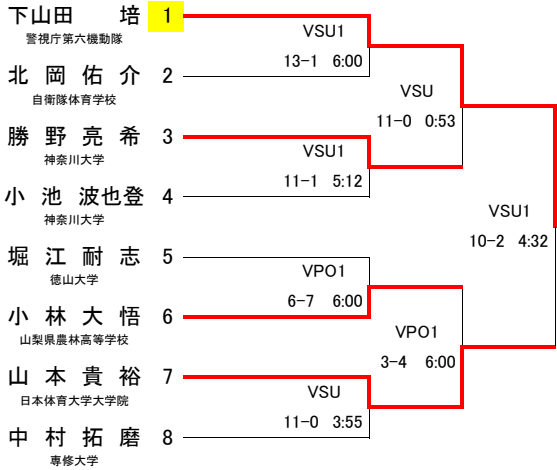 下山田 培 1
警視庁第六機動隊
VSU1
13-1 6:00
北岡佑介 2
自衛隊体育学校
VSU
11-0 0:53
勝野亮希 3
神奈川大学
VSU1
11-1 5:12
小池波也登 4
神奈川大学
VSU1
10-2 4:32
堀江耐志 5
徳山大学
VPO1
6-7 6:00
小林大悟 6
山梨県農林高等学校
VPO1
3-4 6:00
山本貴裕 7
日本体育大学大学院
VSU
11-0 3:55
中村拓磨 8
専修大学